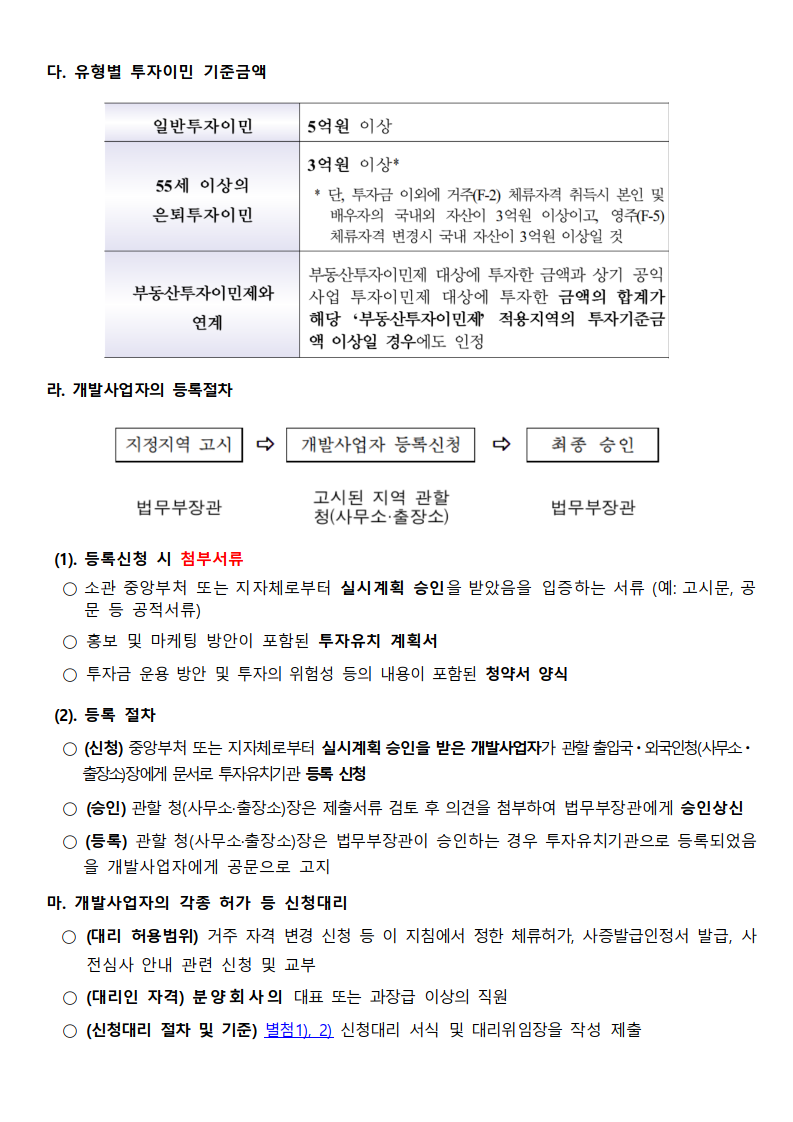 다. 유형별 투자이민 기준금액
일반투자이민
5억원 이상
55세 이상의
은퇴투자이민
3억원 이상*
* 단, 투자금 이외에 거주(F-2) 체류자격 취득시 본인 및
배우자의 국내외 자산이 3억원 이상이고, 영주(F-5)
체류자격 변경시 국내 자산이 3억원 이상일 것
부동산투자이민제와
연계
부동산투자이민제 대상에 투자한 금액과 상기 공익
사업 투자이민제 대상에 투자한 금액의 합계가
해당 ‘부동산투자이민제’ 적용지역의 투자기준금
액 이상일 경우에도 인정
라. 개발사업자의 등록절차
지정지역 고시 ⇨ 개발사업자 등록신청 ⇨ 최종 승인
법무부장관
고시된 지역 관할
청(사무소·출장소)
법무부장관
(1). 등록신청 시 첨부서류
○ 소관 중앙부처 또는 지자체로부터 실시계획 승인을 받았음을 입증하는 서류 (예: 고시문, 공
문 등 공적서류)
○ 홍보 및 마케팅 방안이 포함된 투자유치 계획서
○ 투자금 운용 방안 및 투자의 위험성 등의 내용이 포함된 청약서 양식
(2). 등록 절차
○ (신청) 중앙부처 또는 지자체로부터 실시계획 승인을 받은 개발사업자가 관할 출입국・외국인청(사무소・
출장소)장에게 문서로 투자유치기관 등록 신청
○ (승인) 관할 청(사무소·출장소)장은 제출서류 검토 후 의견을 첨부하여 법무부장관에게 승인상신
○ (등록) 관할 청(사무소·출장소)장은 법무부장관이 승인하는 경우 투자유치기관으로 등록되었음
을 개발사업자에게 공문으로 고지
마. 개발사업자의 각종 허가 등 신청대리
○ (대리 허용범위) 거주 자격 변경 신청 등 이 지침에서 정한 체류허가, 사증발급인정서 발급, 사
전심사 안내 관련 신청 및 교부
○ (대리인 자격) 분양회사의 대표 또는 과장급 이상의 직원
○ (신청대리 절차 및 기준) 별첨1), 2) 신청대리 서식 및 대리위임장을 작성 제출